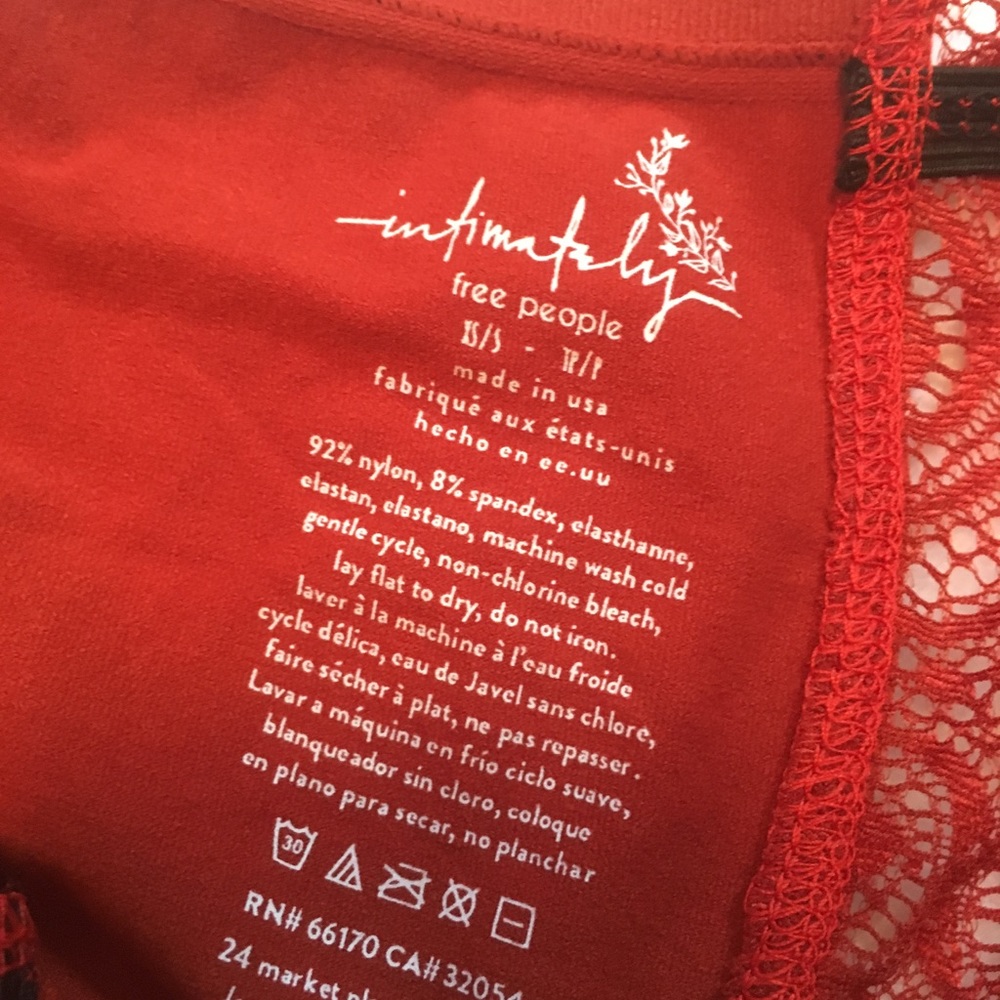 intimately
free people
XS/S - TP/P
made in usa
fabriqué aux états-unis
hecho en ee.uu
92% nylon, 8% spandex, elasthanne,
elastan, elastano, machine wash cold
gentle cycle, non-chlorine bleach,
lay flat to dry, do not iron.
laver à la machine à l'eau froide
cycle délica, eau de Javel sans chlore,
faire sécher à plat, ne pas repasser.
Lavar a máquina en frío ciclo suave,
blanqueador sin cloro, coloque
en plano para secar, no planchar
30
RN# 66170 CA# 32054
24 market